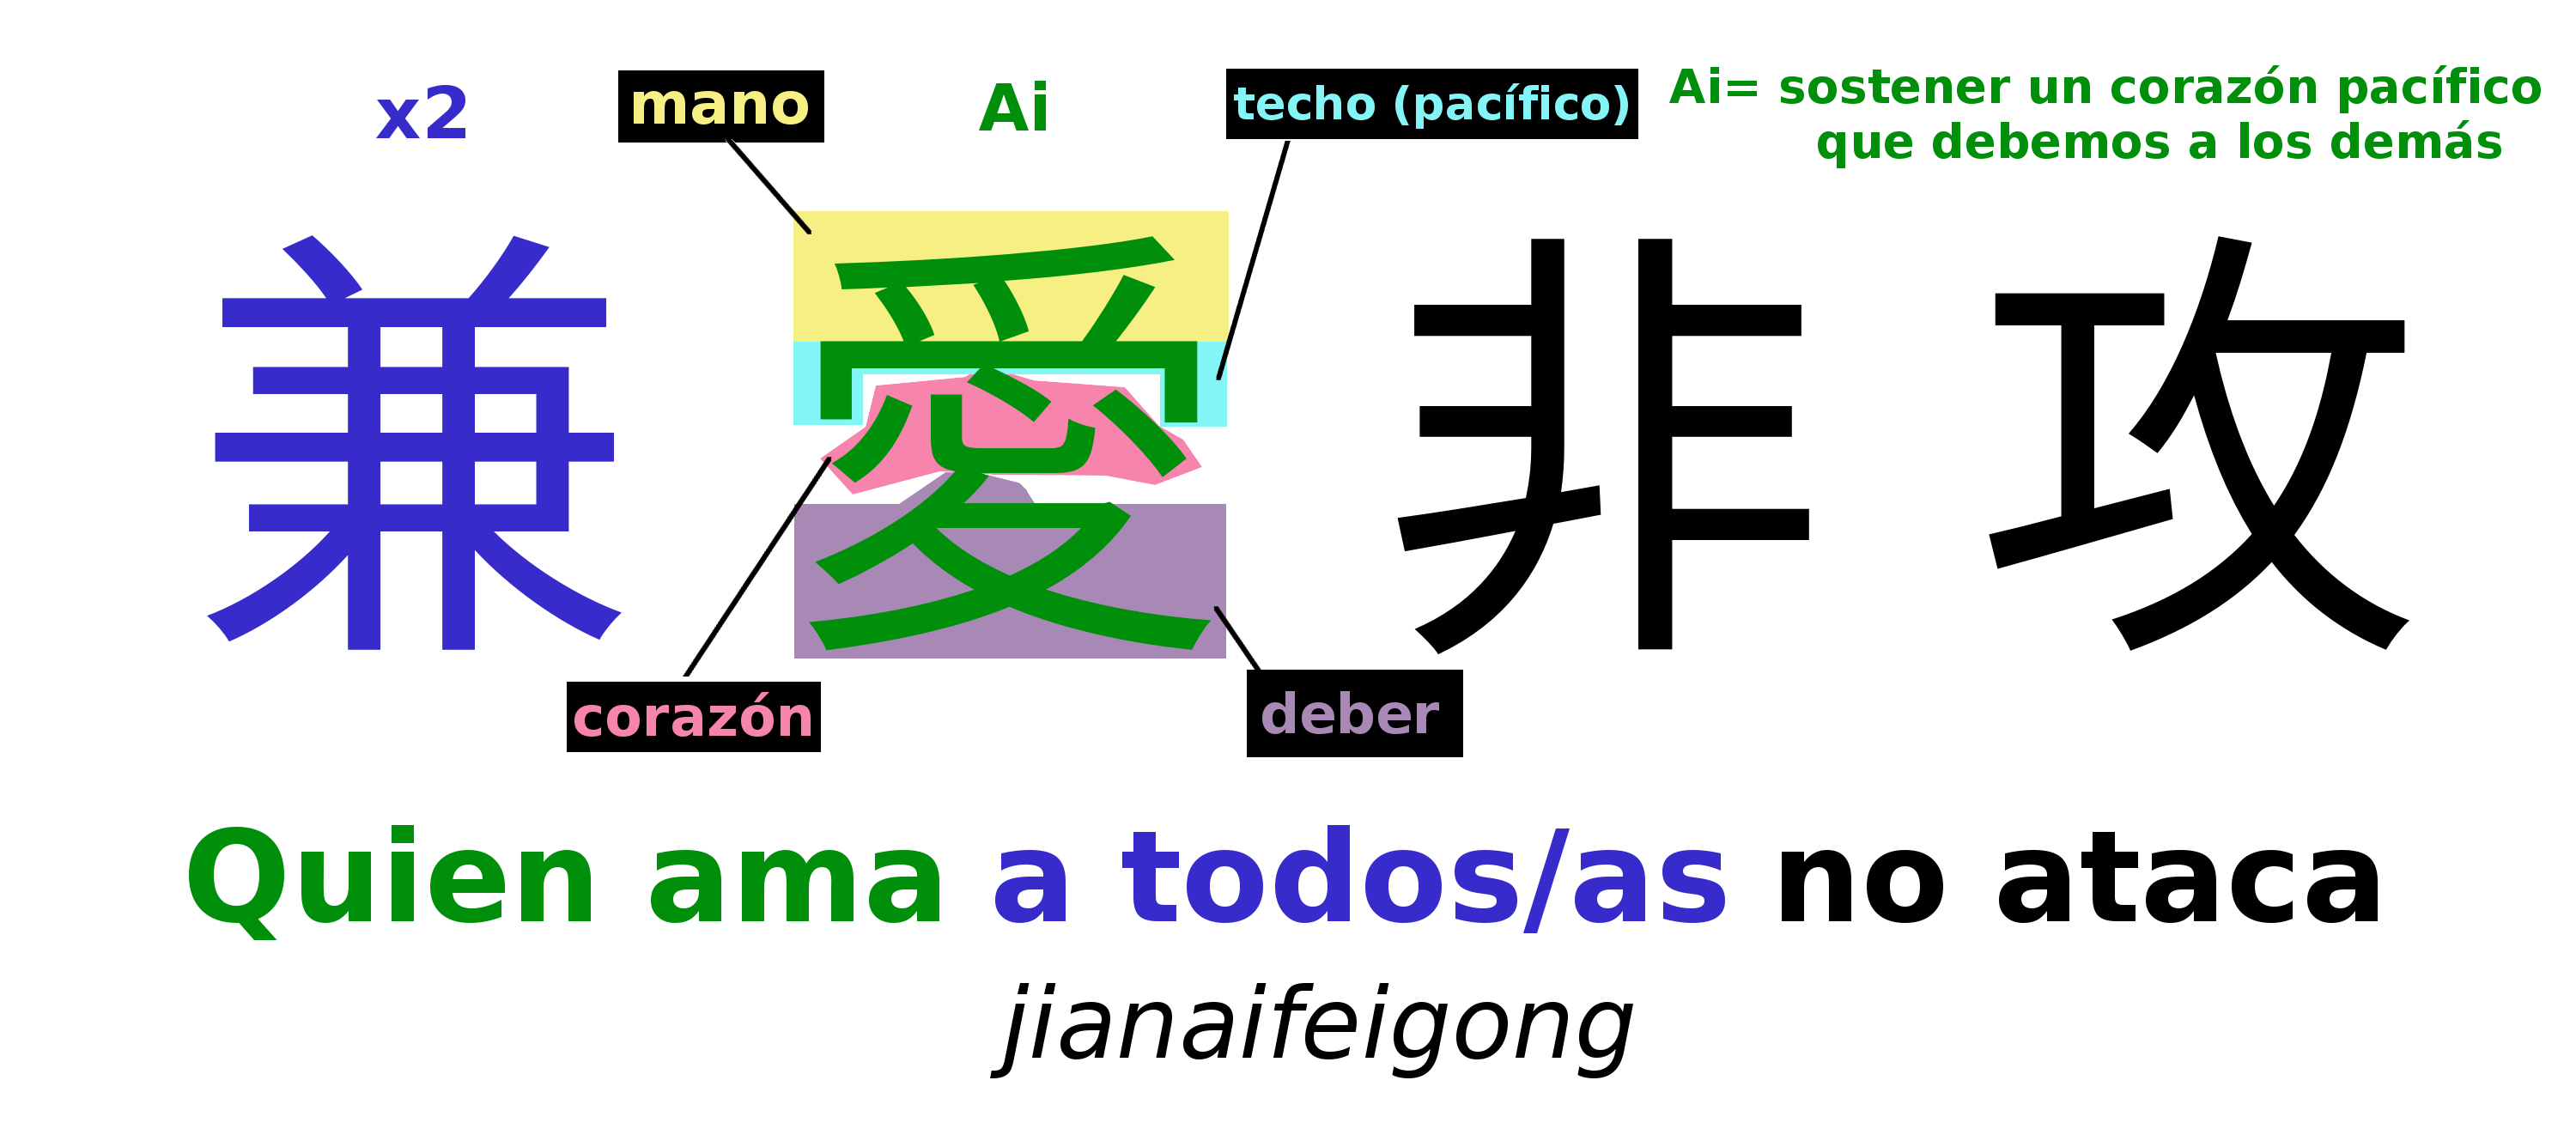 x2
mano
Ai
techo (pacífico)
Ai= sostener un corazón pacífico
que debemos a los demás
兼愛非攻
corazón
deber
Quien ama a todos/as no ataca
jianaifeigong